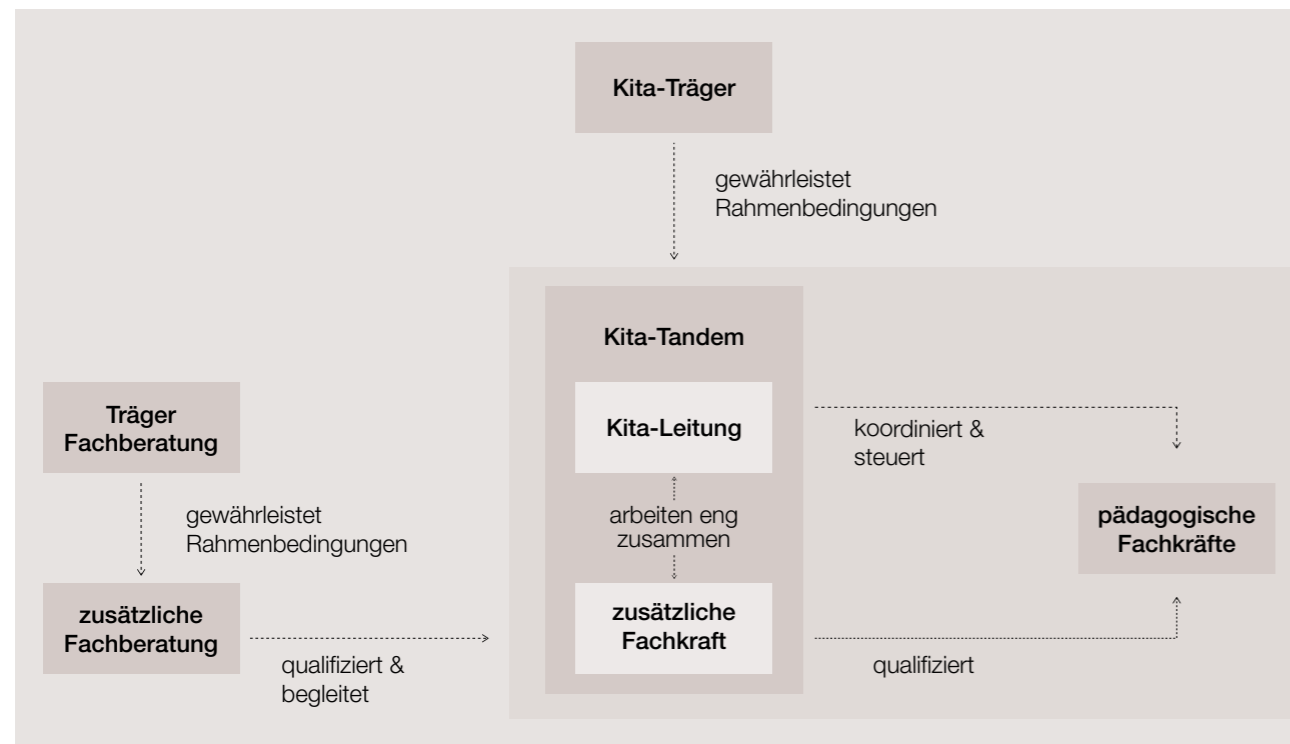 Kita-Träger
gewährleistet
Rahmenbedingungen
Kita-Tandem
Kita-Leitung
arbeiten eng
zusammen
zusätzliche
Fachkraft
Träger
Fachberatung
gewährleistet
Rahmenbedingungen
zusätzliche
Fachberatung
qualifiziert &
begleitet
koordiniert &
steuert
pädagogische
Fachkräfte
qualifiziert